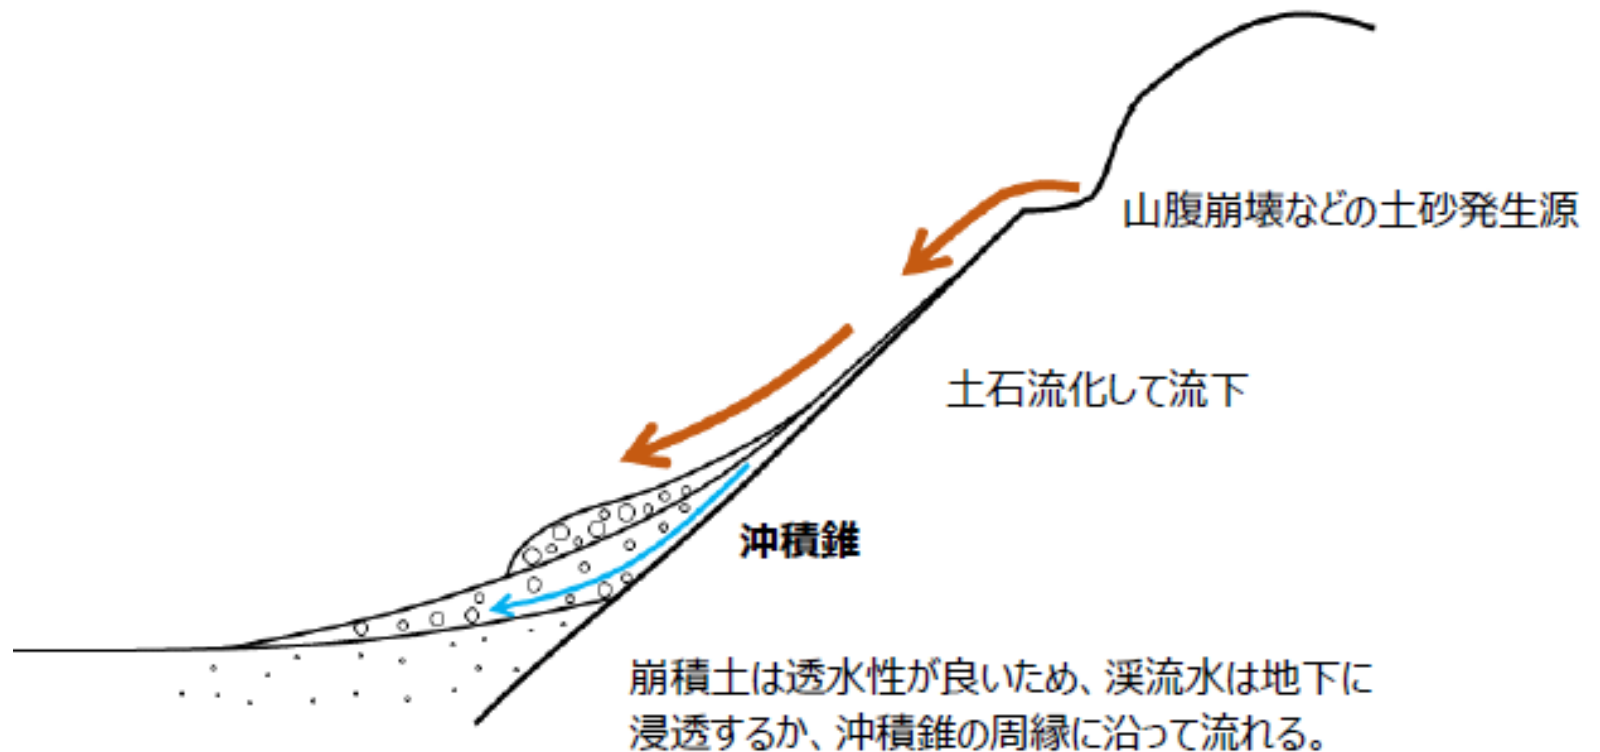 山腹崩壊などの土砂発生源
土石流化して流下
沖積錐
崩積土は透水性が良いため、渓流水は地下に
浸透するか、沖積錐の周縁に沿って流れる。